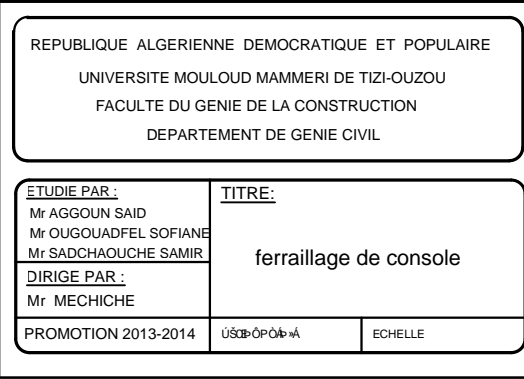 REPUBLIQUE ALGERIENNE DEMOCRATIQUE ET POPULAIRE
UNIVERSITE MOULOUD MAMMERI DE TIZI-OUZOU
FACULTE DU GENIE DE LA CONSTRUCTION
DEPARTEMENT DE GENIE CIVIL
ETUDIE PAR :
Mr AGGOUN SAID
Mr OUGOUADFEL SOFIANE
Mr SADCHAOUCHE SAMIR
DIRIGE PAR :
Mr MECHICHE
TITRE:
ferraillage de console
PROMOTION 2013-2014
ECHELLE